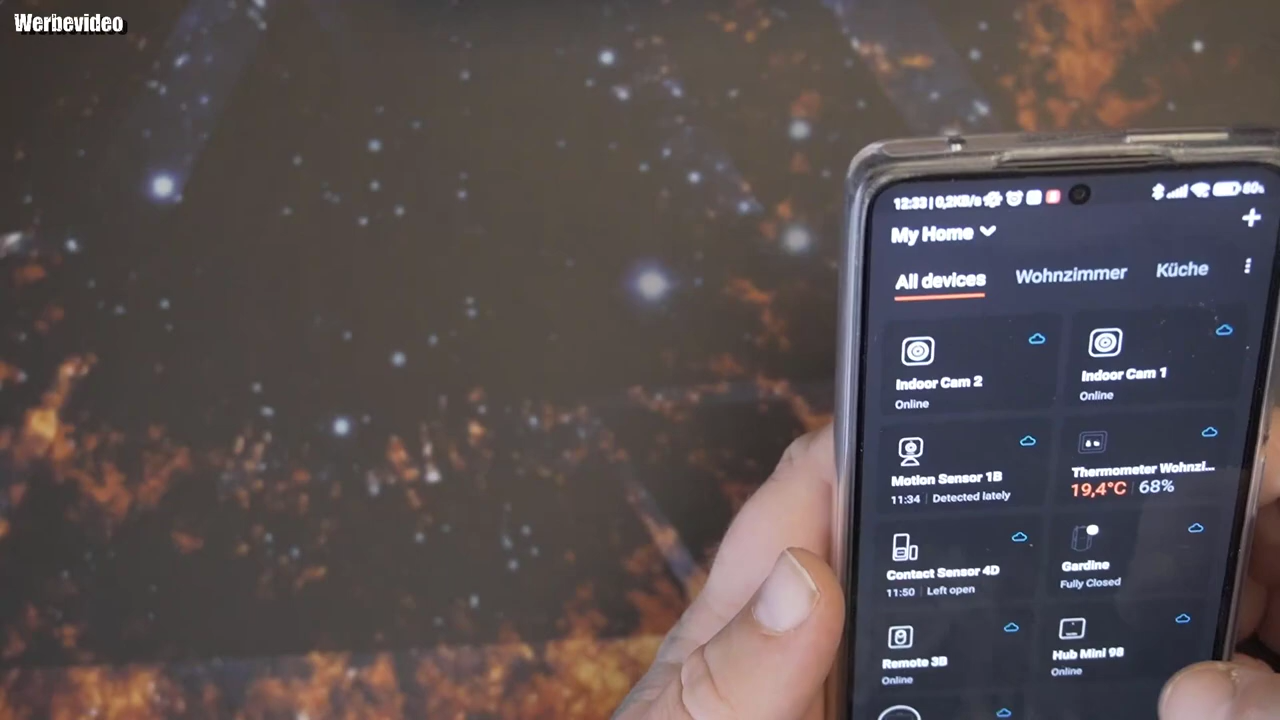 Werbevideo
12:33 | 0,2KB/s
60%
My Home
All devices Wohnzimmer Küche
Indoor Cam 2
Online
Indoor Cam 1
Online
Motion Sensor 1B
11:34 | Detected lately
Thermometer Wohnzi...
19,4°C | 68%
Contact Sensor 4D
11:50 | Left open
Gardine
Fully Closed
Remote 3B
Online
Hub Mini 98
Online